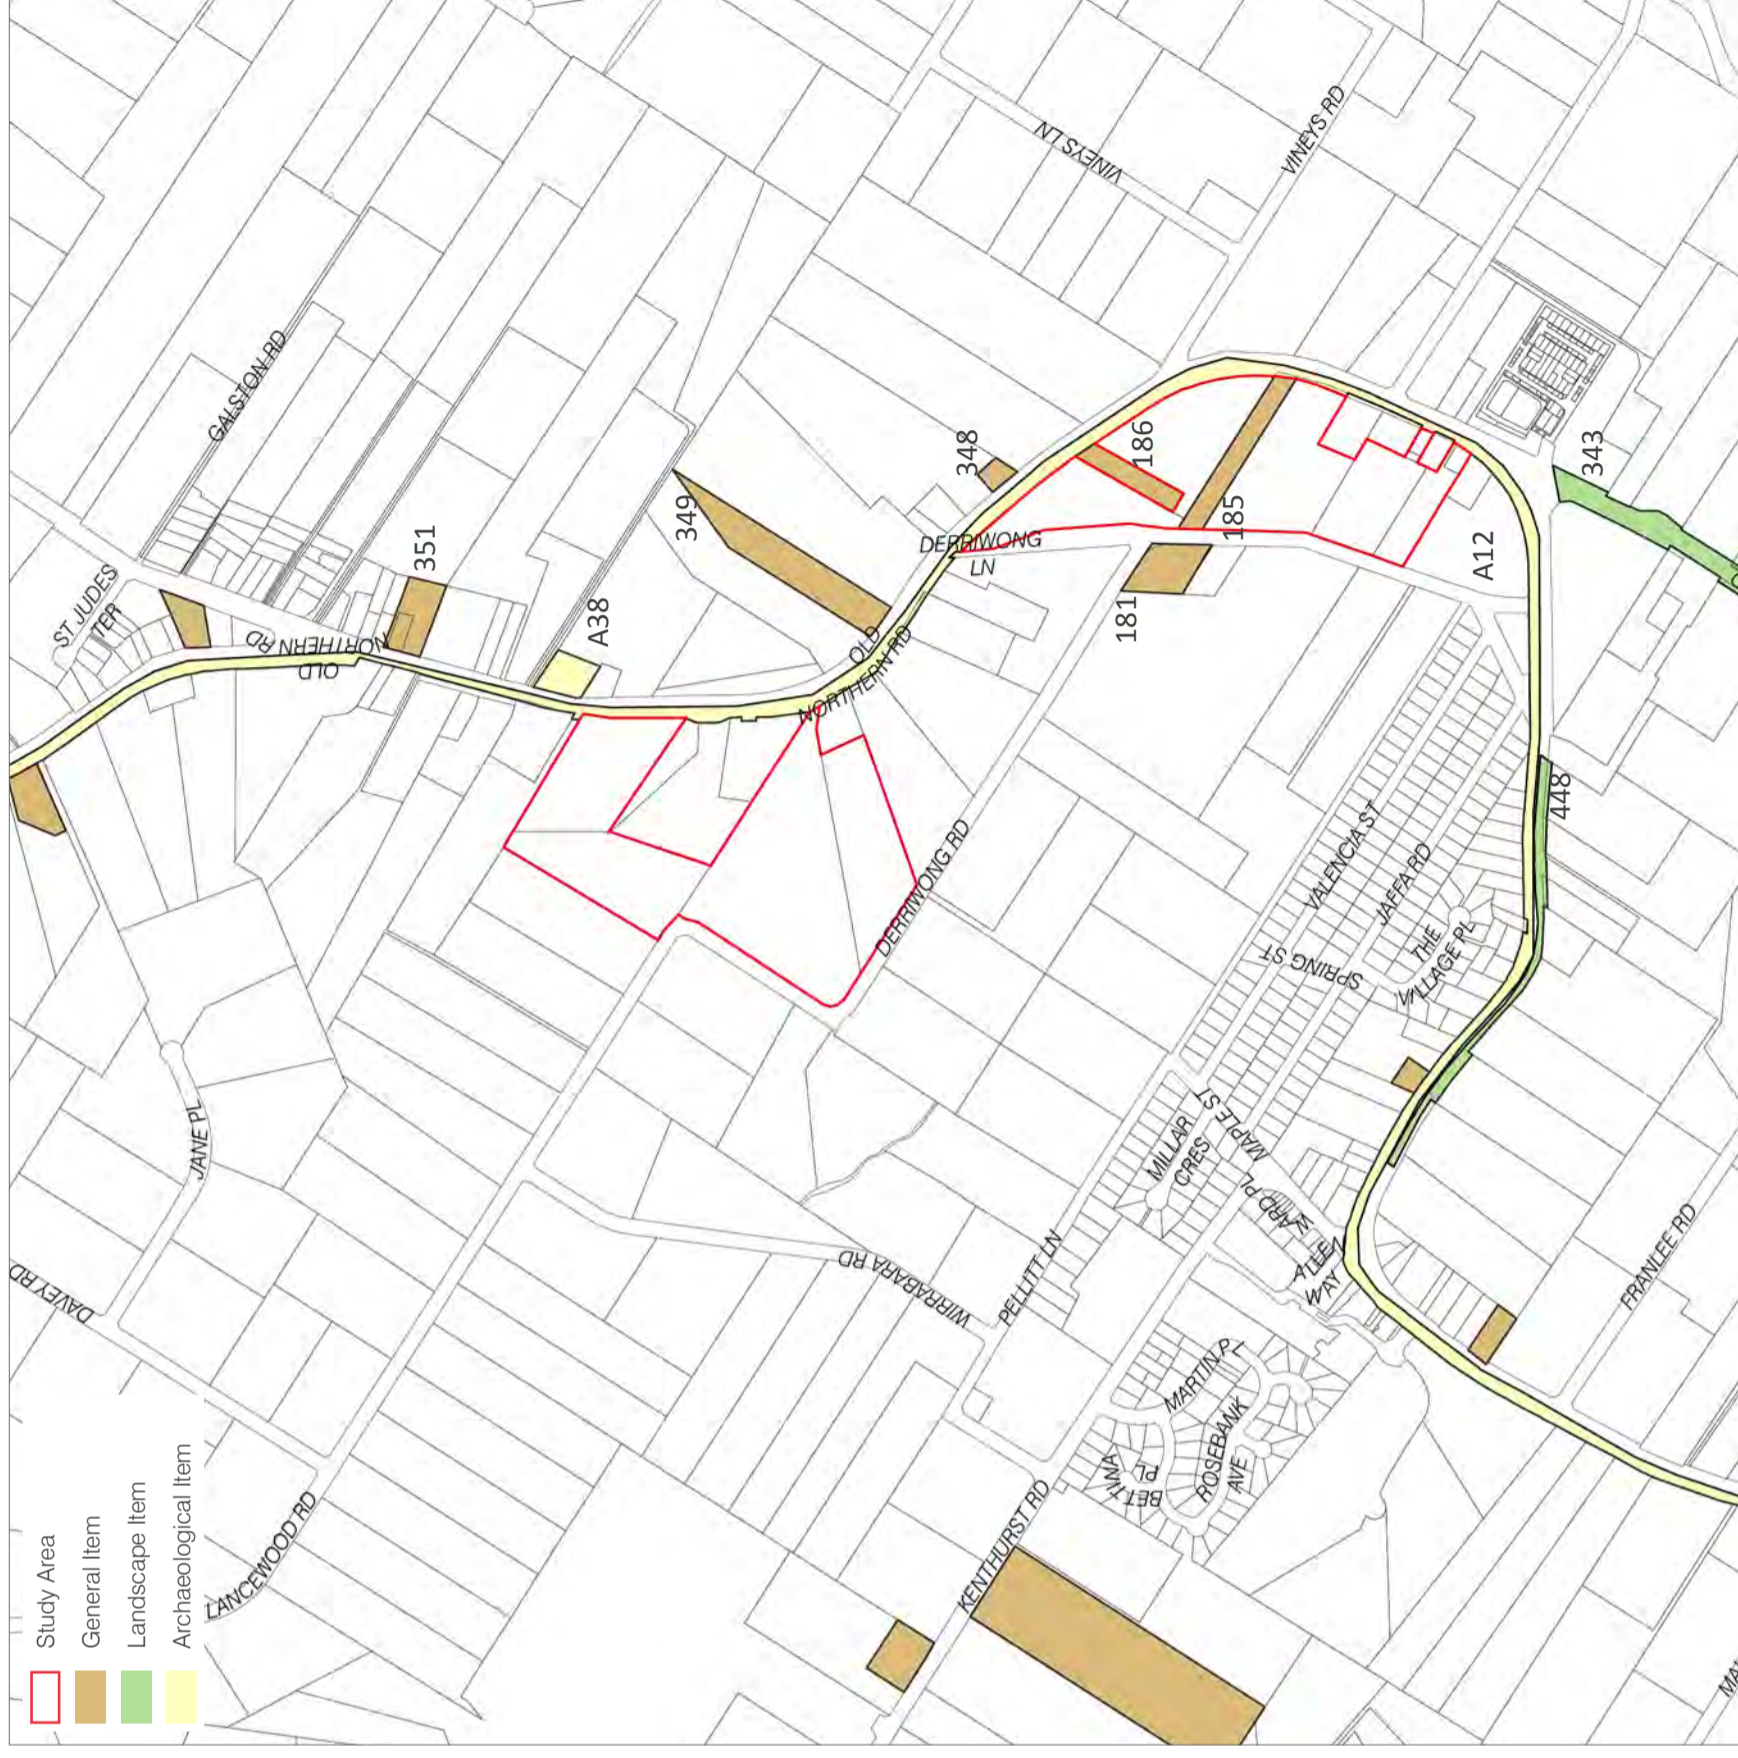 Study Area
General Item
Landscape Item
Archaeological Item
ST JUDES
TER
GALSTON RD
VINEYS LN
VINEYS RD
OLD
NORTHERN RD
351
A38
349
348
186
185
181
A12
343
448
DERRIWONG
LN
OLD
NORTHERN RD
DERRIWONG RD
VALENCIA ST
JAFFA RD
THE
VILLAGE PL
SPRING ST
MAPLE ST
MILLAR
CRES
WARD PL
WAY
JANE PL
DAVEY RD
LANCEWOOD RD
WIRRABARA RD
PELLITT LN
MARTIN PL
ROSEBANK
AVE
BETTINA
PL
KENTHURST RD
FRANLEE RD